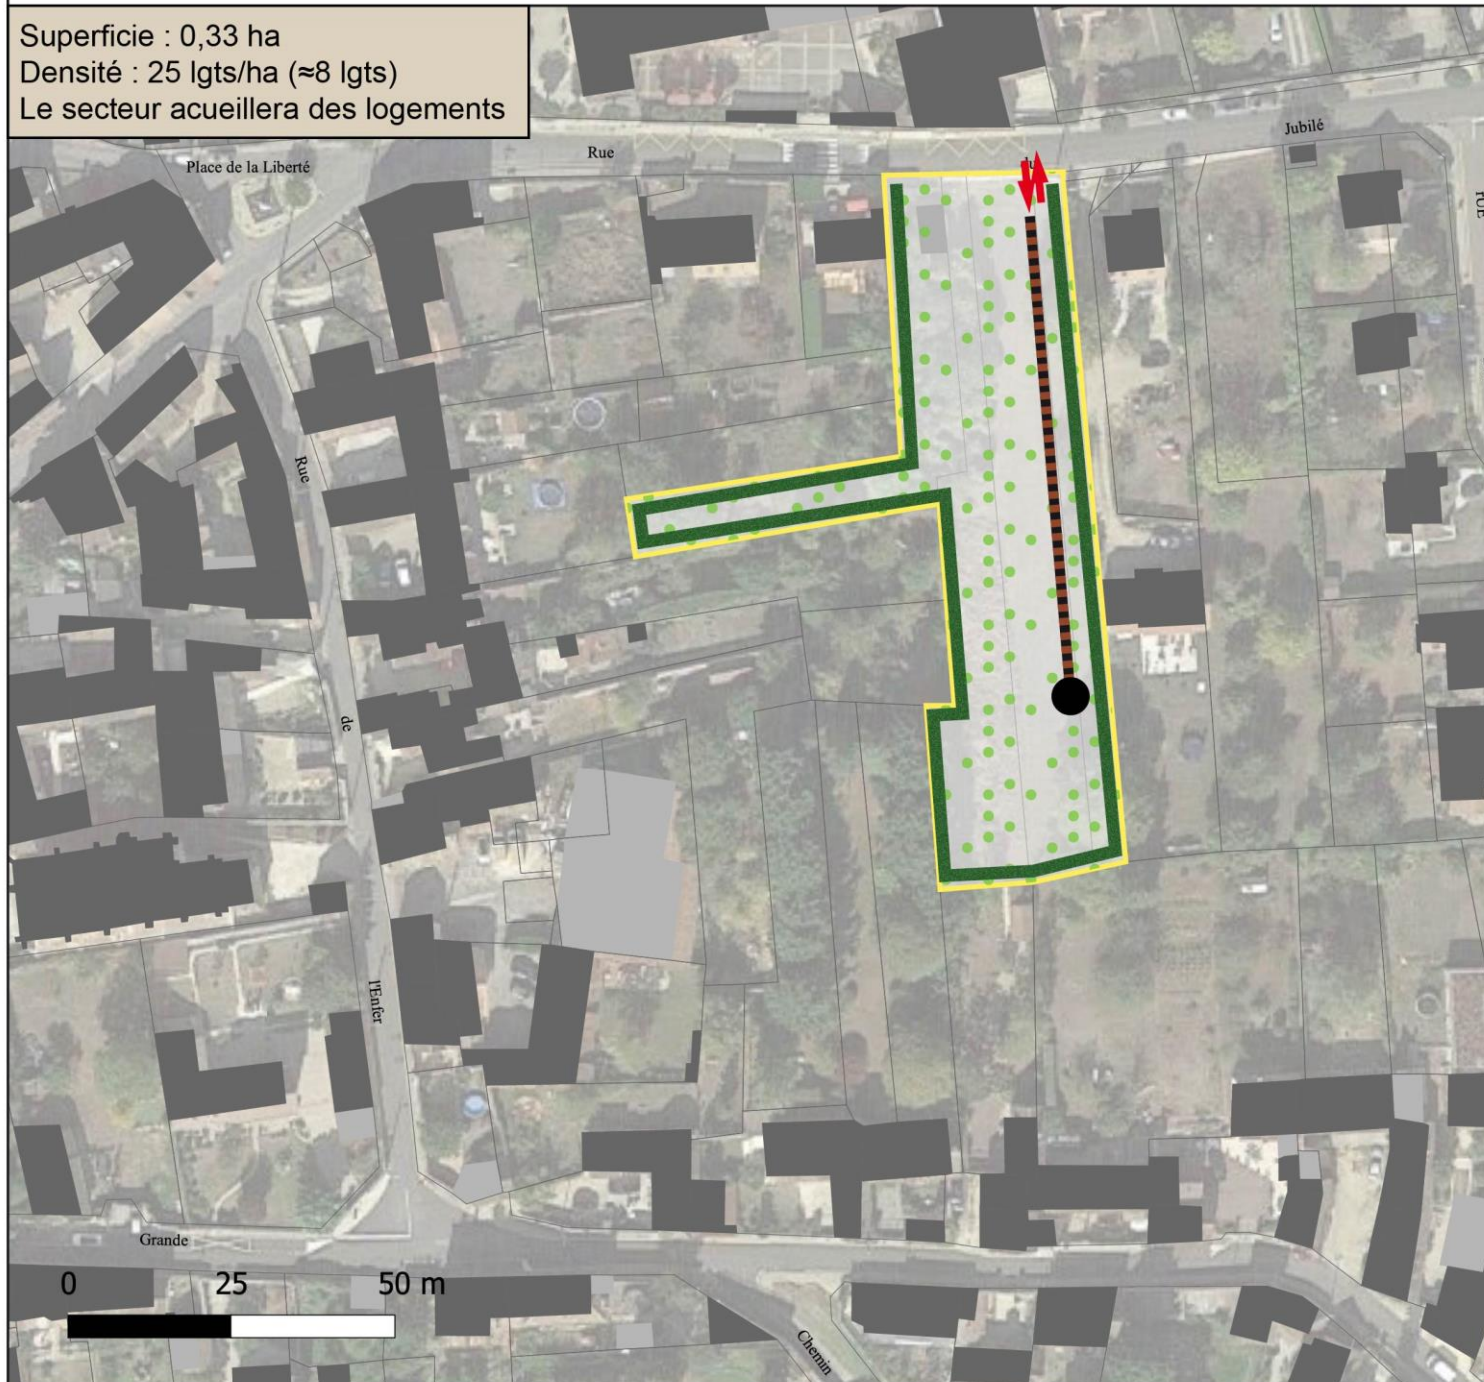 Superficie : 0,33 ha
Densité : 25 lgts/ha (≈8 lgts)
Le secteur acueillera des logements
Place de la Liberté
Rue
Jubilé
rUE
Rue
de
l'Enfer
Grande
0 25 50 m
Chemin